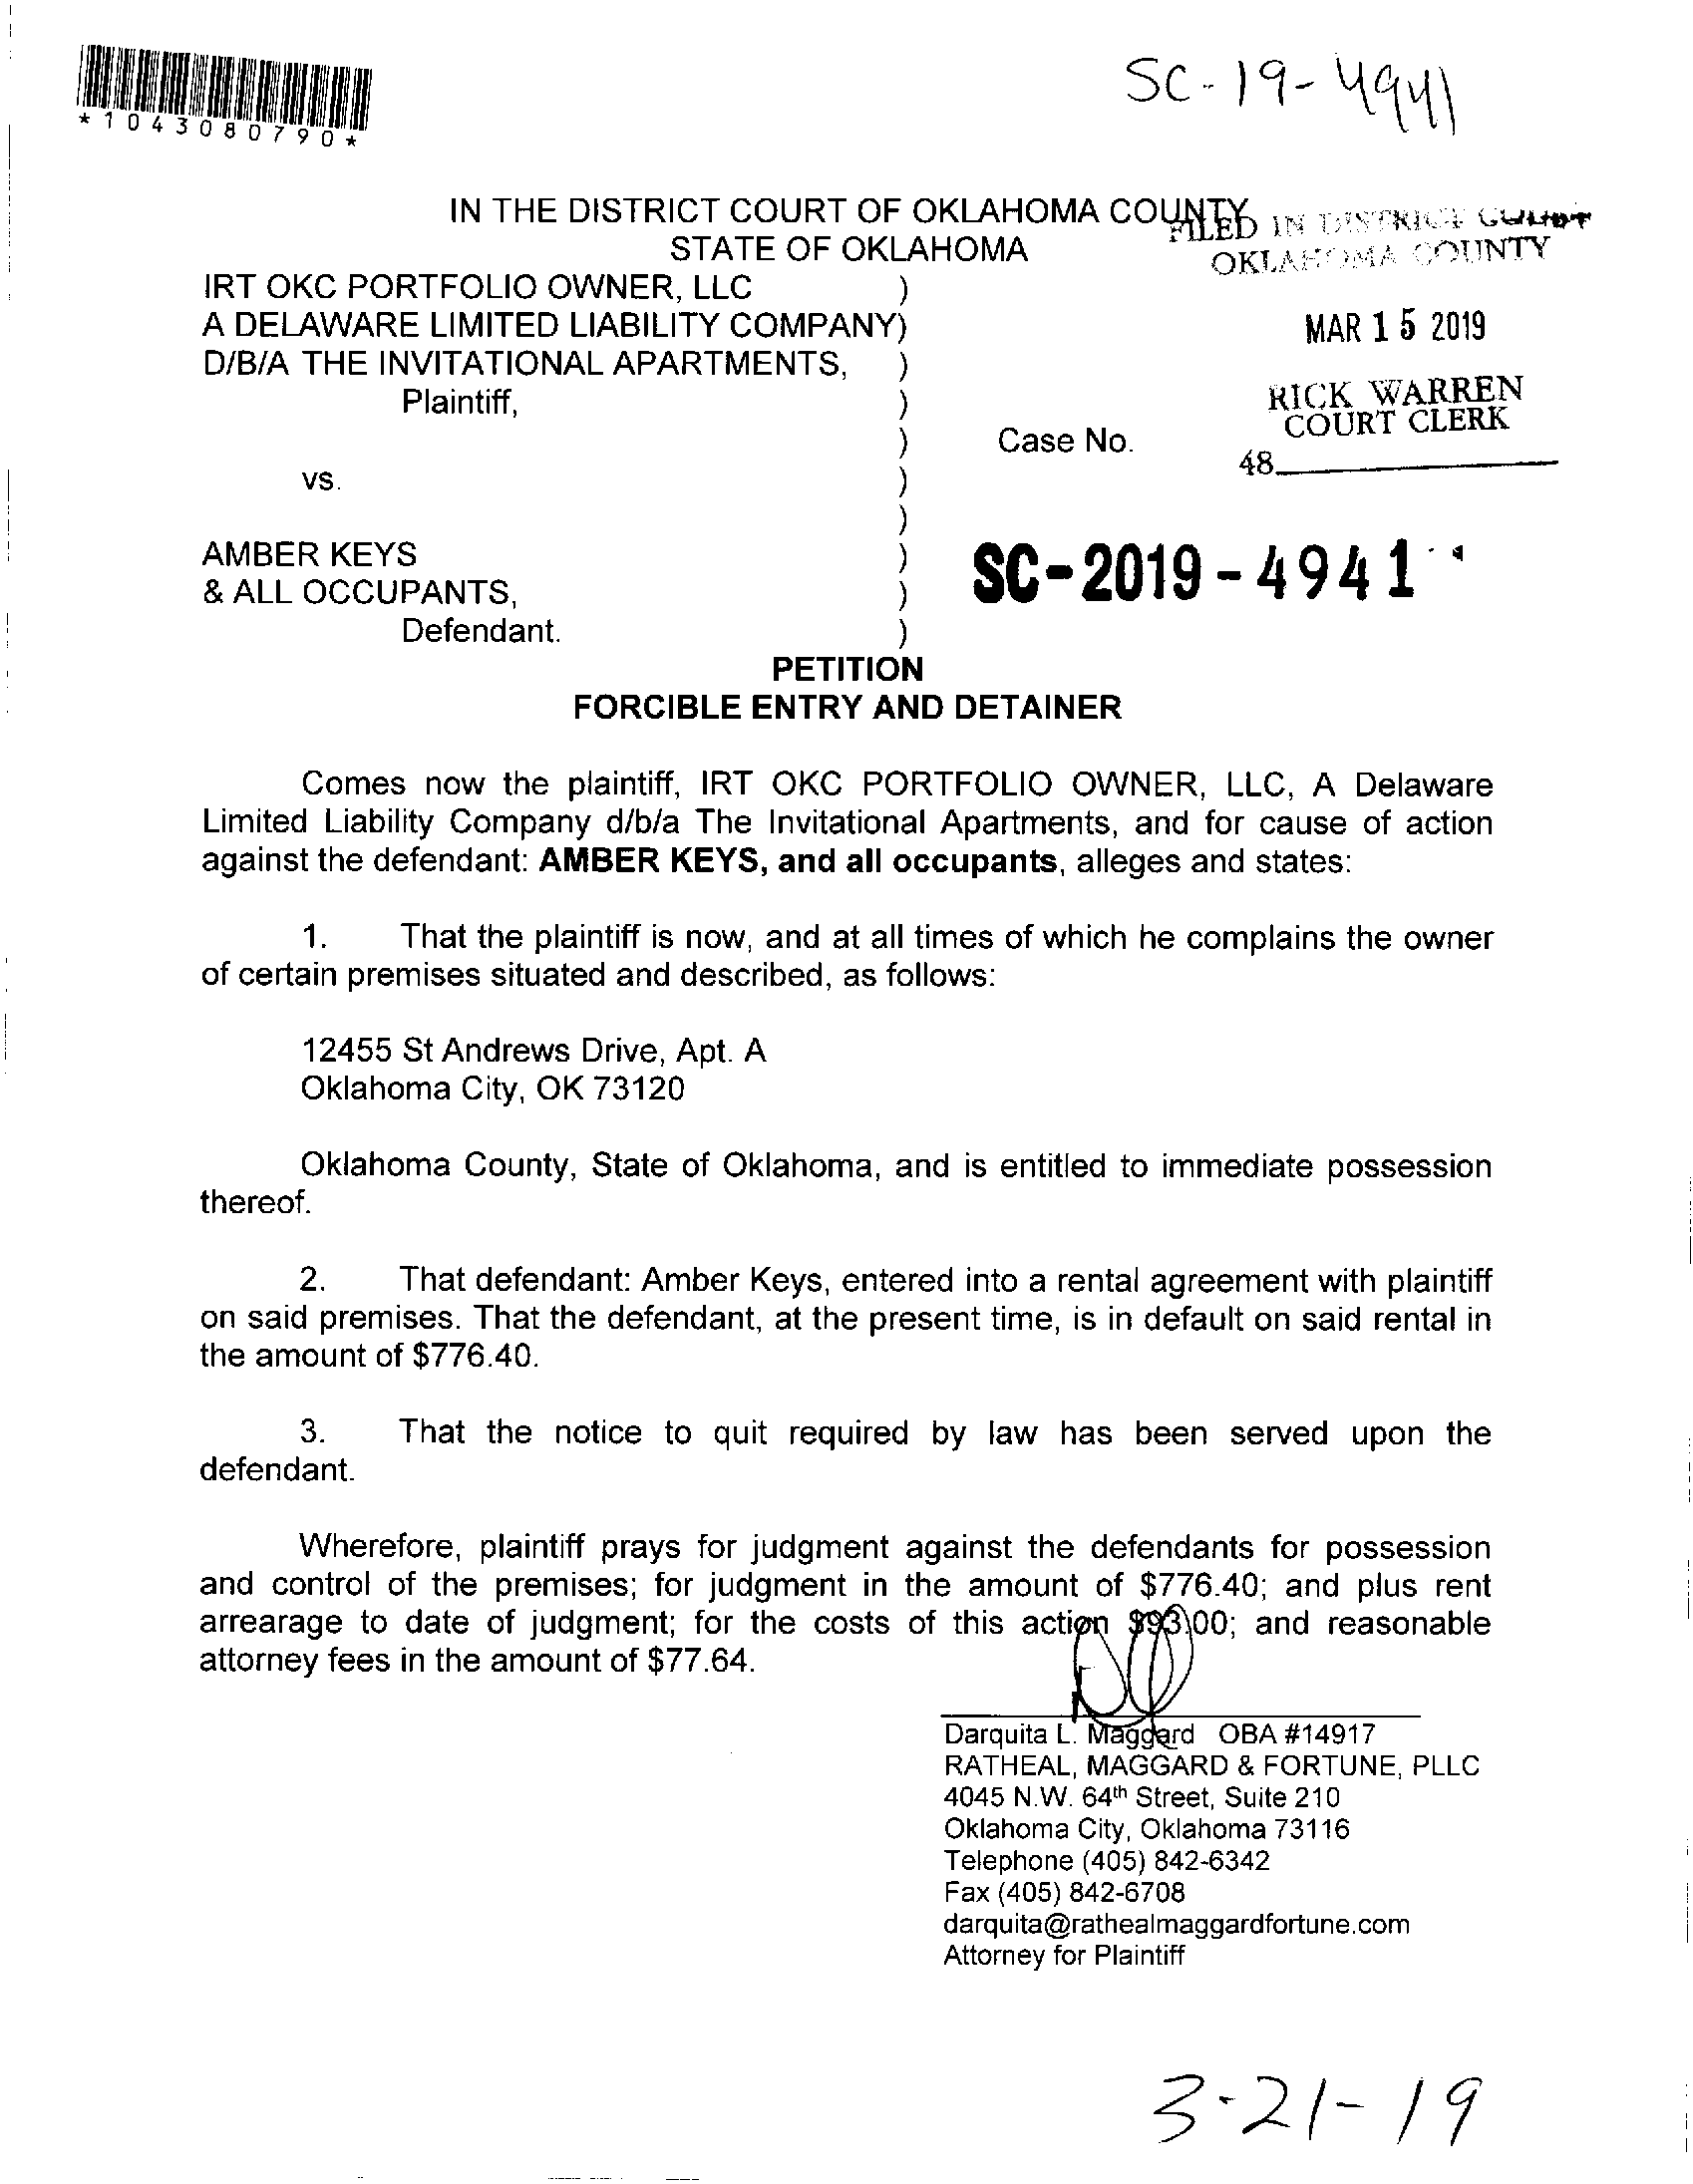 SC-19-4941
*1043080790*
IN THE DISTRICT COURT OF OKLAHOMA COUNTY
FILED IN DISTRICT COURT
STATE OF OKLAHOMA
OKLAHOMA COUNTY
IRT OKC PORTFOLIO OWNER, LLC )
A DELAWARE LIMITED LIABILITY COMPANY)
MAR 15 2019
D/B/A THE INVITATIONAL APARTMENTS, )
Plaintiff, )
RICK WARREN
COURT CLERK
) Case No.
48
vs. )
)
AMBER KEYS )
SC-2019-4941
& ALL OCCUPANTS, )
Defendant. )
PETITION
FORCIBLE ENTRY AND DETAINER
Comes now the plaintiff, IRT OKC PORTFOLIO OWNER, LLC, A Delaware
Limited Liability Company d/b/a The Invitational Apartments, and for cause of action
against the defendant: AMBER KEYS, and all occupants, alleges and states:
1. That the plaintiff is now, and at all times of which he complains the owner
of certain premises situated and described, as follows:
12455 St Andrews Drive, Apt. A
Oklahoma City, OK 73120
Oklahoma County, State of Oklahoma, and is entitled to immediate possession
thereof.
2. That defendant: Amber Keys, entered into a rental agreement with plaintiff
on said premises. That the defendant, at the present time, is in default on said rental in
the amount of $776.40.
3. That the notice to quit required by law has been served upon the
defendant.
Wherefore, plaintiff prays for judgment against the defendants for possession
and control of the premises; for judgment in the amount of $776.40; and plus rent
arrearage to date of judgment; for the costs of this action $93.00; and reasonable
attorney fees in the amount of $77.64.
Darquita L. Maggard OBA #14917
RATHEAL, MAGGARD & FORTUNE, PLLC
4045 N.W. 64th Street, Suite 210
Oklahoma City, Oklahoma 73116
Telephone (405) 842-6342
Fax (405) 842-6708
darquita@rathealmaggardfortune.com
Attorney for Plaintiff
3-21-19